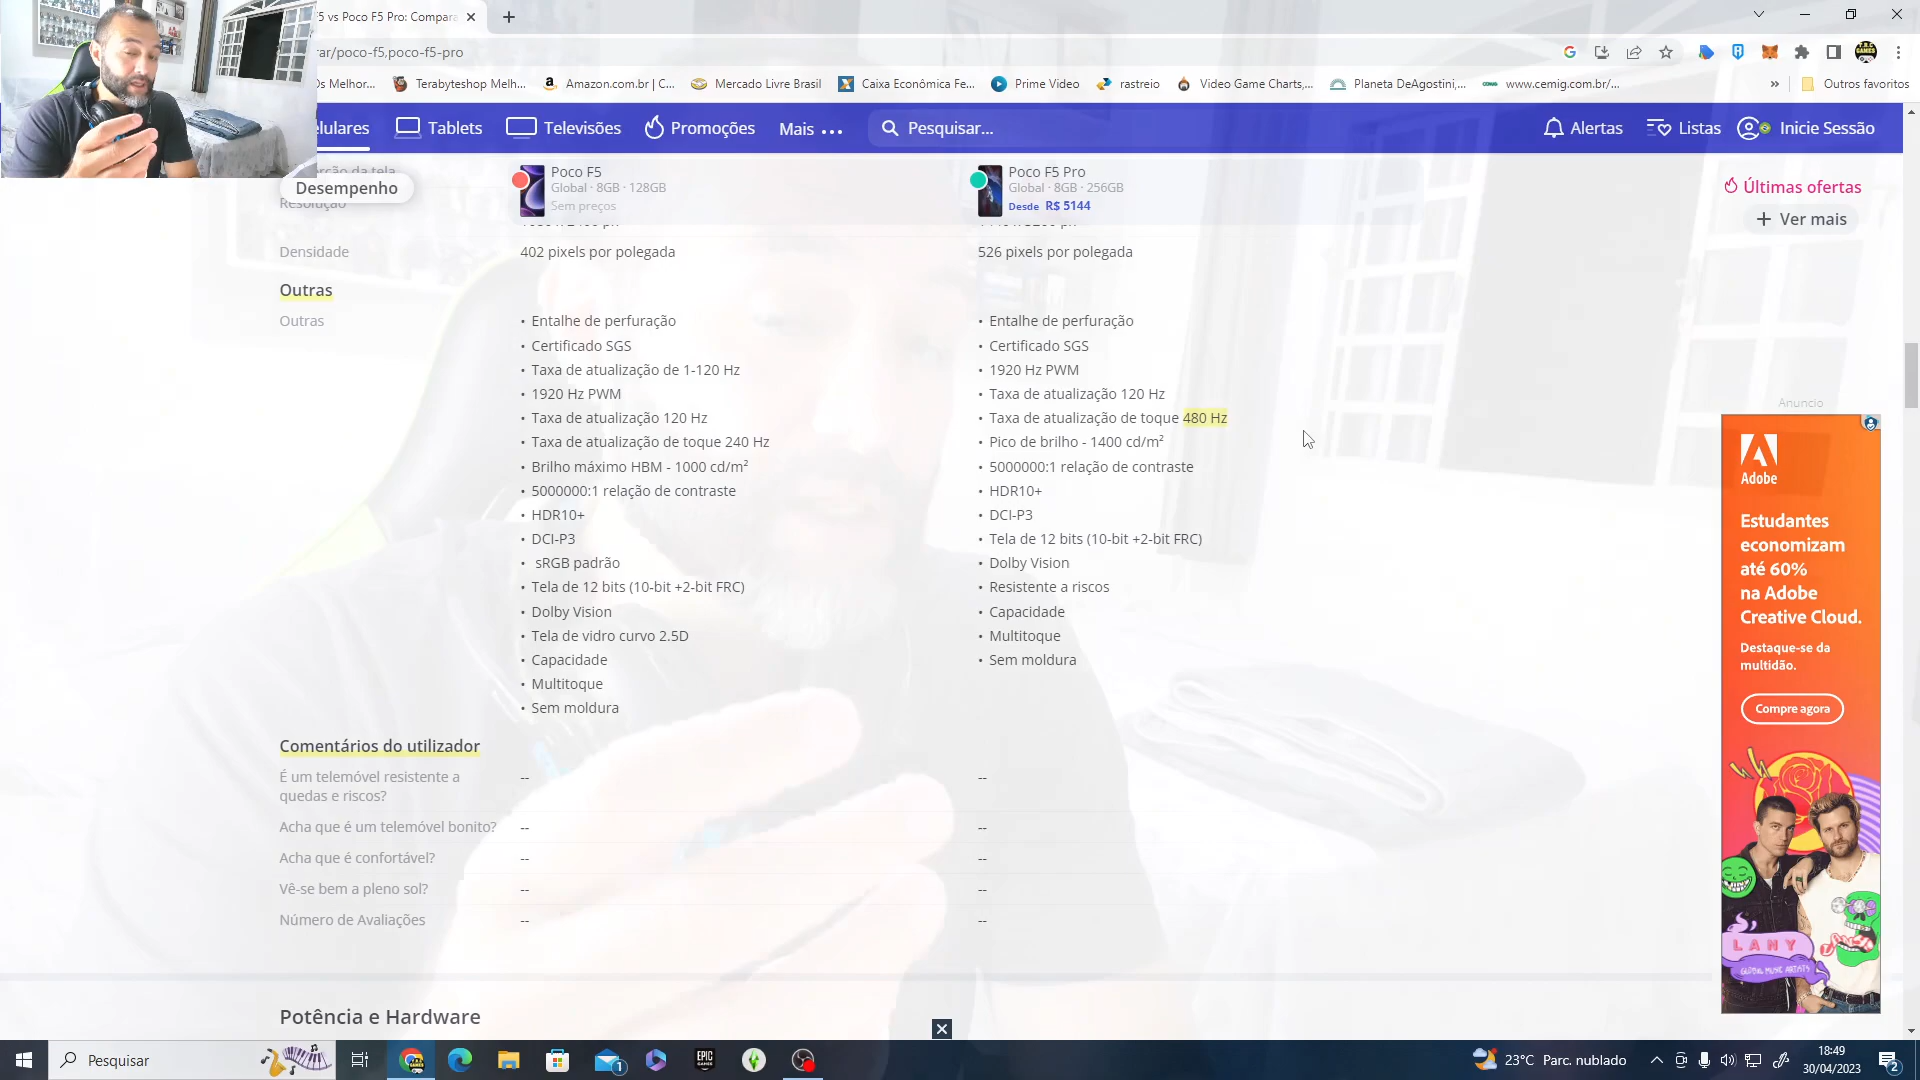 F5 vs Poco F5 Pro: Compara
rar/poco-f5,poco-f5-pro
Os Melhor...
Terabyteshop Melh...
Amazon.com.br | C...
Mercado Livre Brasil
Caixa Econômica Fe...
Prime Video
rastreio
Video Game Charts,...
Planeta DeAgostini,...
www.cemig.com.br/...
»
Outros favoritos
elulares
Tablets
Televisões
Promoções
Mais
Pesquisar...
Alertas
Listas
Inicie Sessão
Desempenho
Resolução
Poco F5
Global · 8GB · 128GB
Sem preços
Poco F5 Pro
Global · 8GB · 256GB
Desde R$ 5144
Últimas ofertas
+ Ver mais
Densidade
402 pixels por polegada
526 pixels por polegada
Outras
Outras
• Entalhe de perfuração
• Certificado SGS
• Taxa de atualização de 1-120 Hz
• 1920 Hz PWM
• Taxa de atualização 120 Hz
• Taxa de atualização de toque 240 Hz
• Brilho máximo HBM - 1000 cd/m²
• 5000000:1 relação de contraste
• HDR10+
• DCI-P3
• sRGB padrão
• Tela de 12 bits (10-bit +2-bit FRC)
• Dolby Vision
• Tela de vidro curvo 2.5D
• Capacidade
• Multitoque
• Sem moldura
• Entalhe de perfuração
• Certificado SGS
• 1920 Hz PWM
• Taxa de atualização 120 Hz
• Taxa de atualização de toque 480 Hz
• Pico de brilho - 1400 cd/m²
• 5000000:1 relação de contraste
• HDR10+
• DCI-P3
• Tela de 12 bits (10-bit +2-bit FRC)
• Dolby Vision
• Resistente a riscos
• Capacidade
• Multitoque
• Sem moldura
Anuncio
Adobe
Estudantes
economizam
até 60%
na Adobe
Creative Cloud.
Destaque-se da
multidão.
Compre agora
LANY
GLOBAL MUSIC ARTISTS
Comentários do utilizador
É um telemóvel resistente a
quedas e riscos?
--
--
Acha que é um telemóvel bonito?
--
--
Acha que é confortável?
--
--
Vê-se bem a pleno sol?
--
--
Número de Avaliações
--
--
Potência e Hardware
Pesquisar
1
EPIC
GAMES
23°C Parc. nublado
18:49
30/04/2023
2